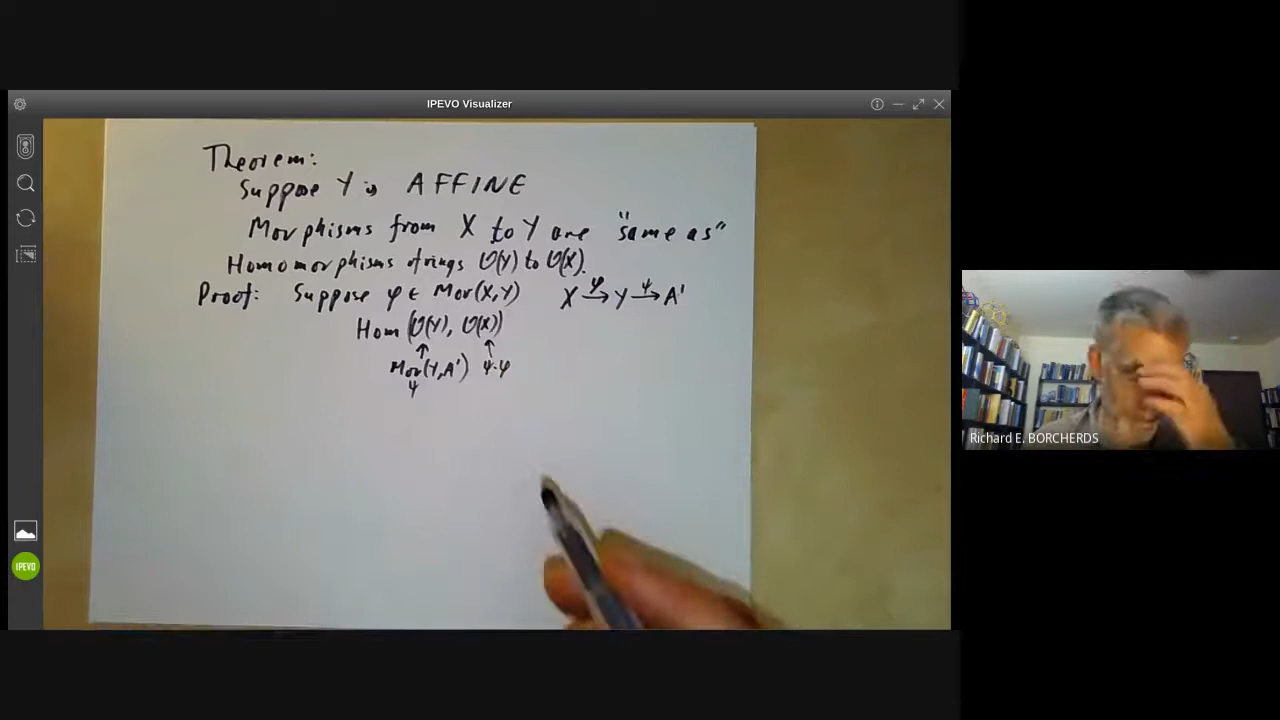 IPEVO Visualizer
Theorem:
Suppose Y is AFFINE
Morphisms from X to Y are "same as"
Homomorphisms of rings O(Y) to O(X).
Proof: Suppose φ ∈ Mor(X,Y) X →φ Y →ψ A¹
Hom (O(Y), O(X))
↑ ↑
Mor(Y,A¹) ψ·φ
ψ
IPEVO
Richard E. BORCHERDS